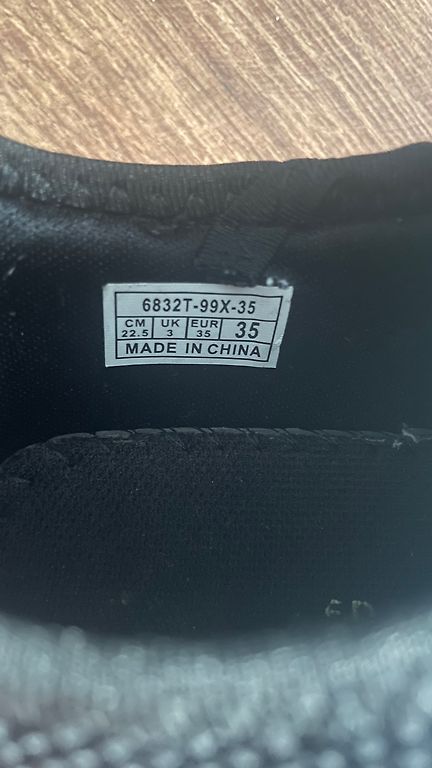 6832T-99X-35
CM UK EUR 35
22.5 3 35
MADE IN CHINA